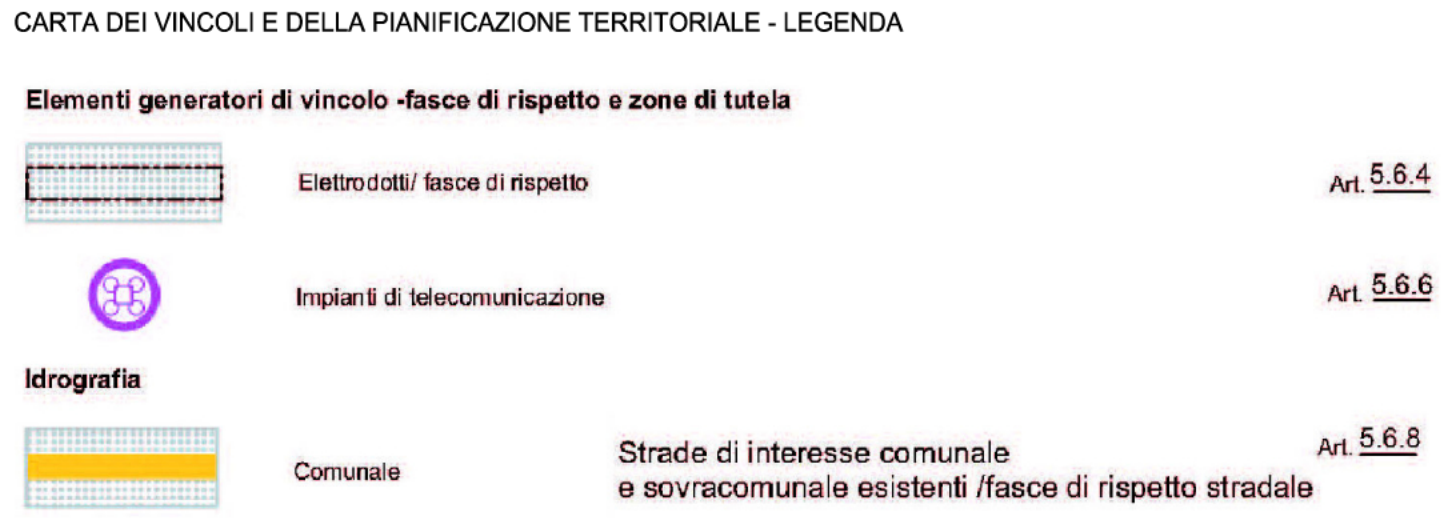 CARTA DEI VINCOLI E DELLA PIANIFICAZIONE TERRITORIALE - LEGENDA
Elementi generatori di vincolo -fasce di rispetto e zone di tutela
Elettrodotti/ fasce di rispetto Art. 5.6.4
Impianti di telecomunicazione Art. 5.6.6
Idrografia
Comunale Strade di interesse comunale Art. 5.6.8
e sovracomunale esistenti /fasce di rispetto stradale